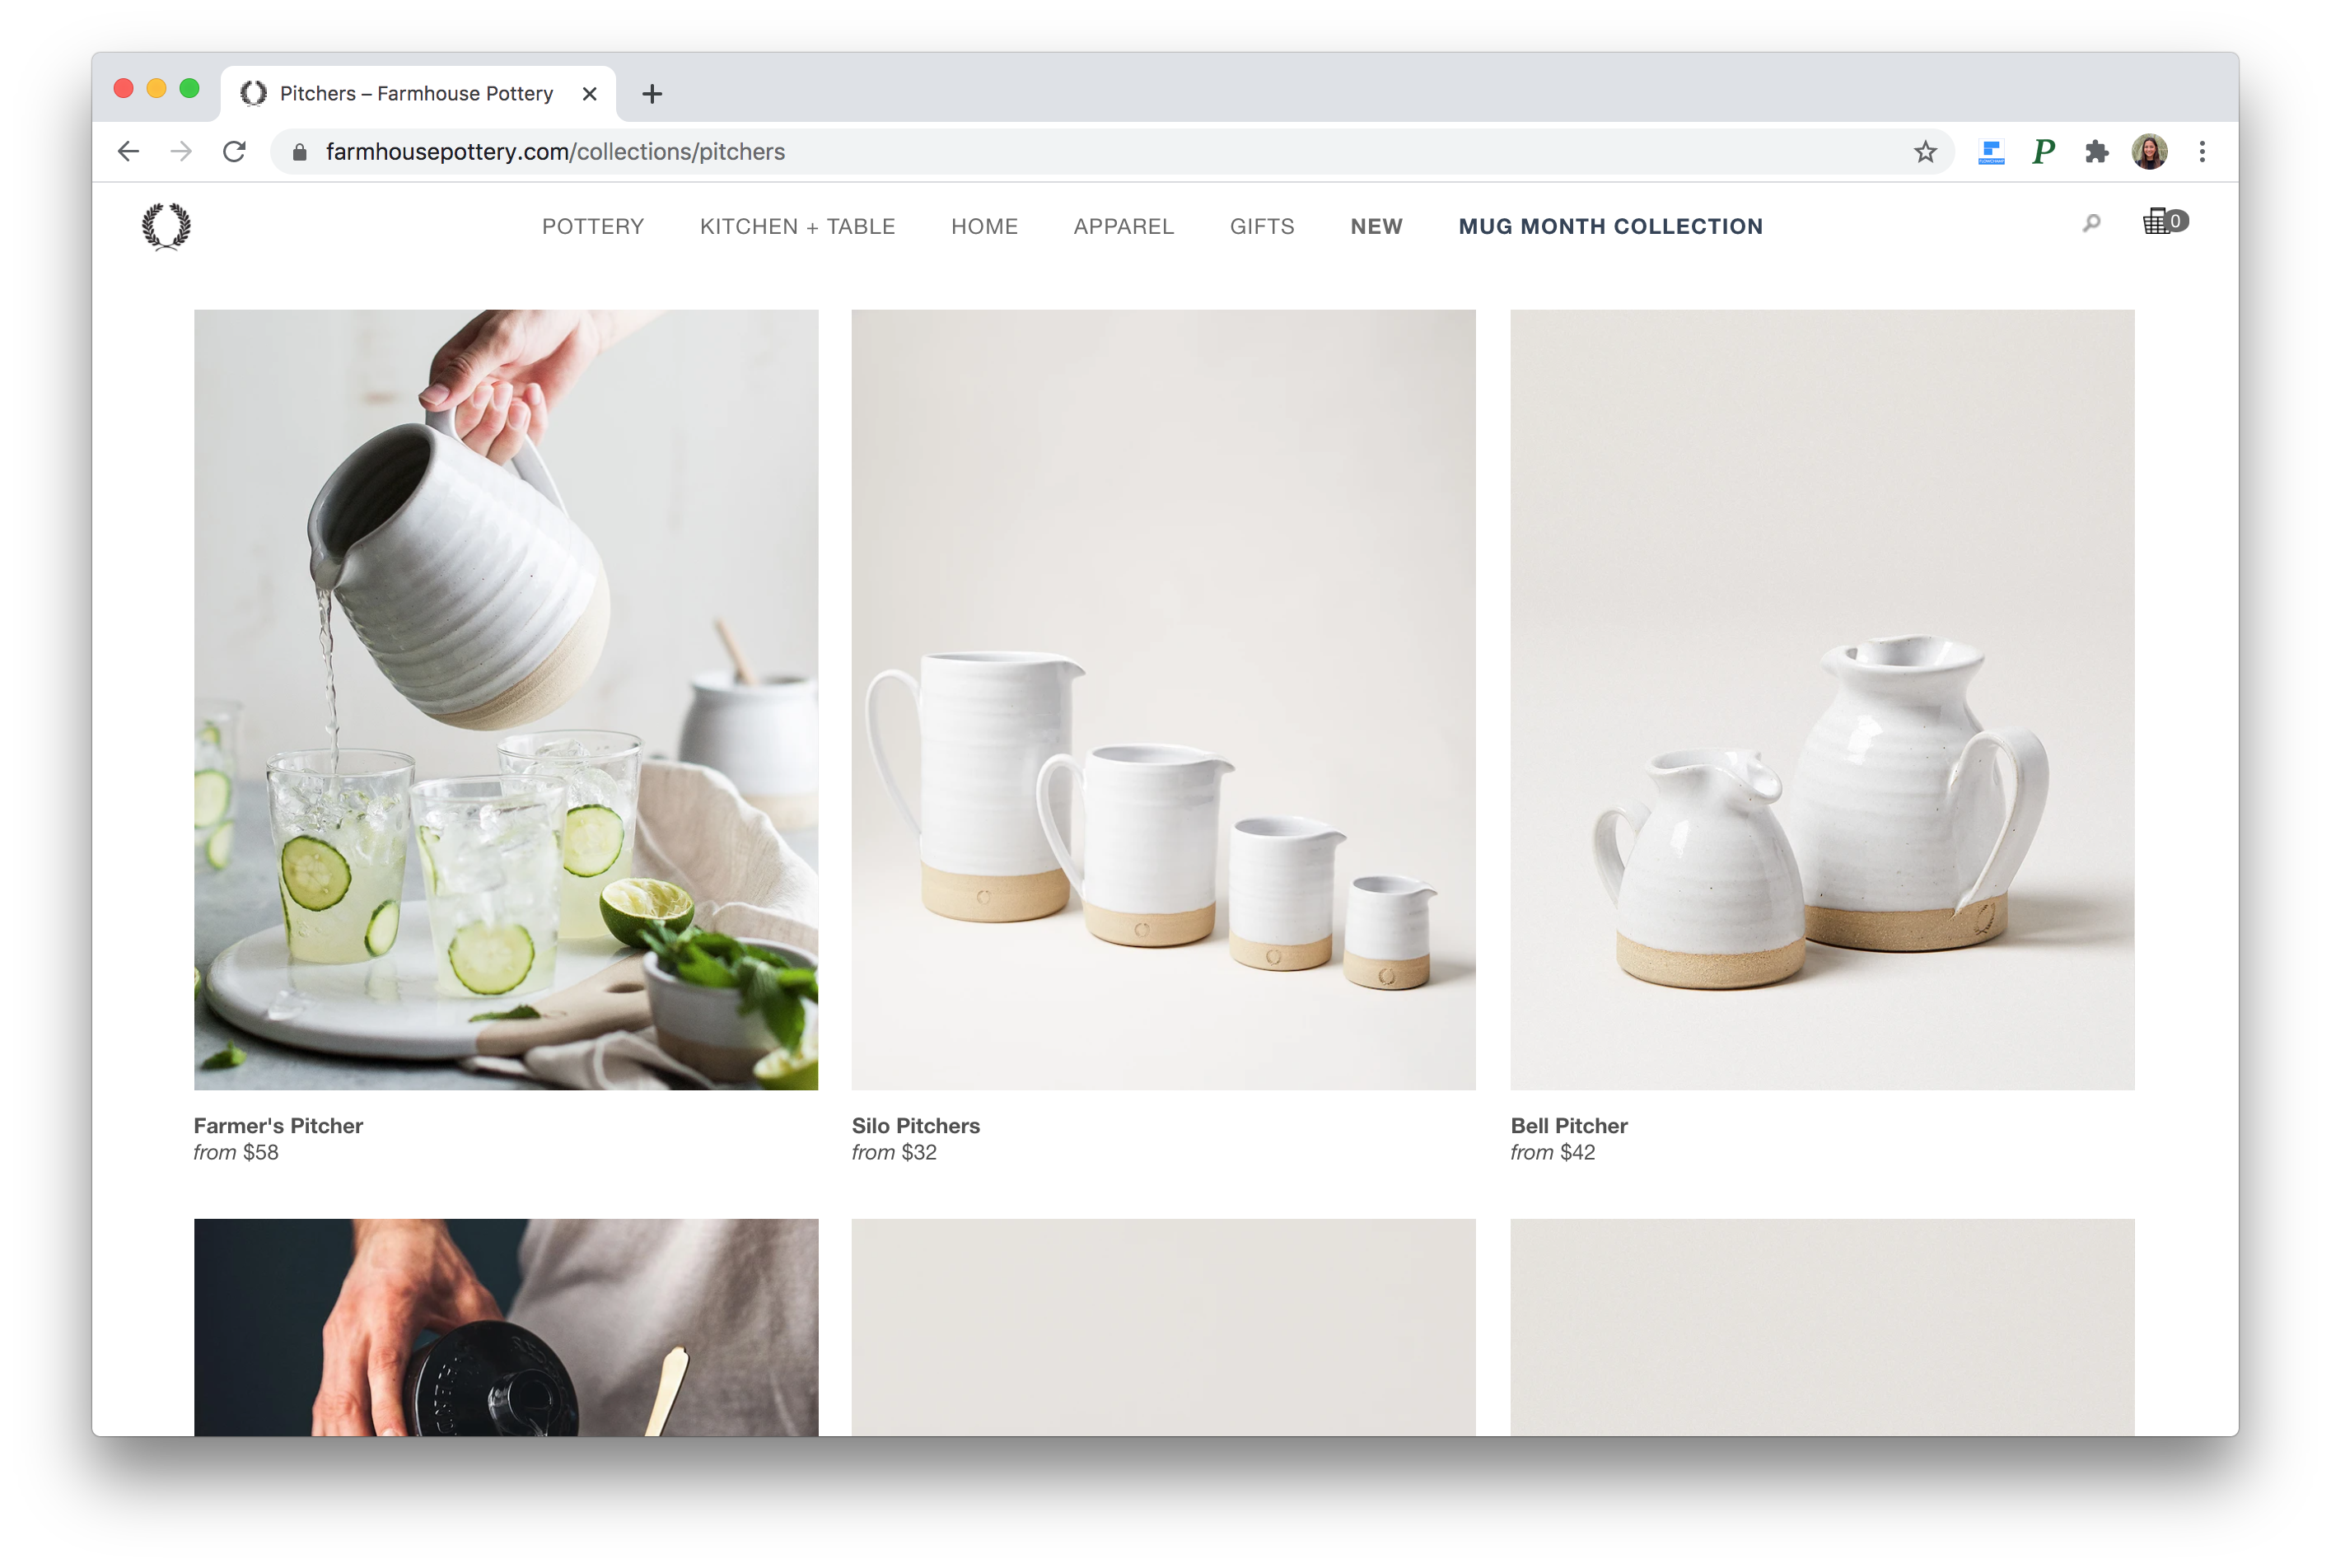 Pitchers – Farmhouse Pottery
farmhousepottery.com/collections/pitchers
POTTERY KITCHEN + TABLE HOME APPAREL GIFTS NEW MUG MONTH COLLECTION 0
Farmer's Pitcher
from $58
Silo Pitchers
from $32
Bell Pitcher
from $42